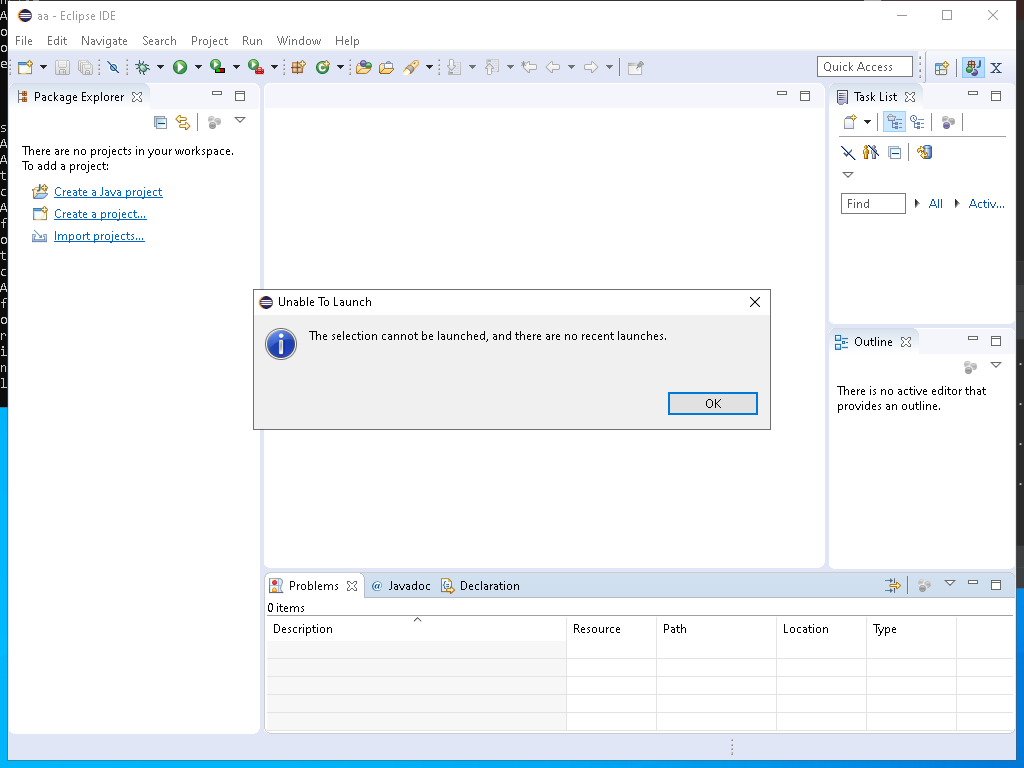 aa - Eclipse IDE
File Edit Navigate Search Project Run Window Help
Quick Access
Package Explorer
There are no projects in your workspace.
To add a project:
Create a Java project
Create a project...
Import projects...
Task List
Find All Activ...
Unable To Launch
The selection cannot be launched, and there are no recent launches.
OK
Outline
There is no active editor that
provides an outline.
Problems @ Javadoc Declaration
0 items
Description Resource Path Location Type